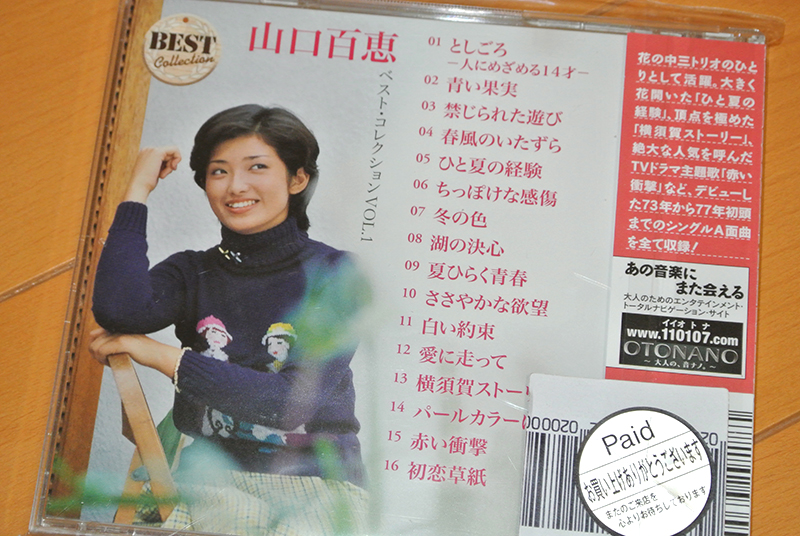 BEST
Collection
山口百恵
ベスト・コレクションVOL.1
01 としごろ
－人にめざめる14才－
02 青い果実
03 禁じられた遊び
04 春風のいたずら
05 ひと夏の経験
06 ちっぽけな感傷
07 冬の色
08 湖の決心
09 夏ひらく青春
10 ささやかな欲望
11 白い約束
12 愛に走って
13 横須賀ストーリ
14 パールカラー
15 赤い衝撃
16 初恋草紙
花の中三トリオのひと
りとして活躍。大きく
花開いた「ひと夏の
経験」、頂点を極めた
「横須賀ストーリー」、
絶大な人気を呼んだ
TVドラマ主題歌「赤い
衝撃」など、デビューし
た73年から77年初頭
までのシングルA面曲
を全て収録!
あの音楽に
また会える
大人のためのエンタテインメント・
トータルナビゲーション・サイト
イイオトナ
www.110107.com
OTONANO
～大人の、音ナノ。～
Paid
お買い上げありがとうございます
またのご来店を
心よりお待ちしております